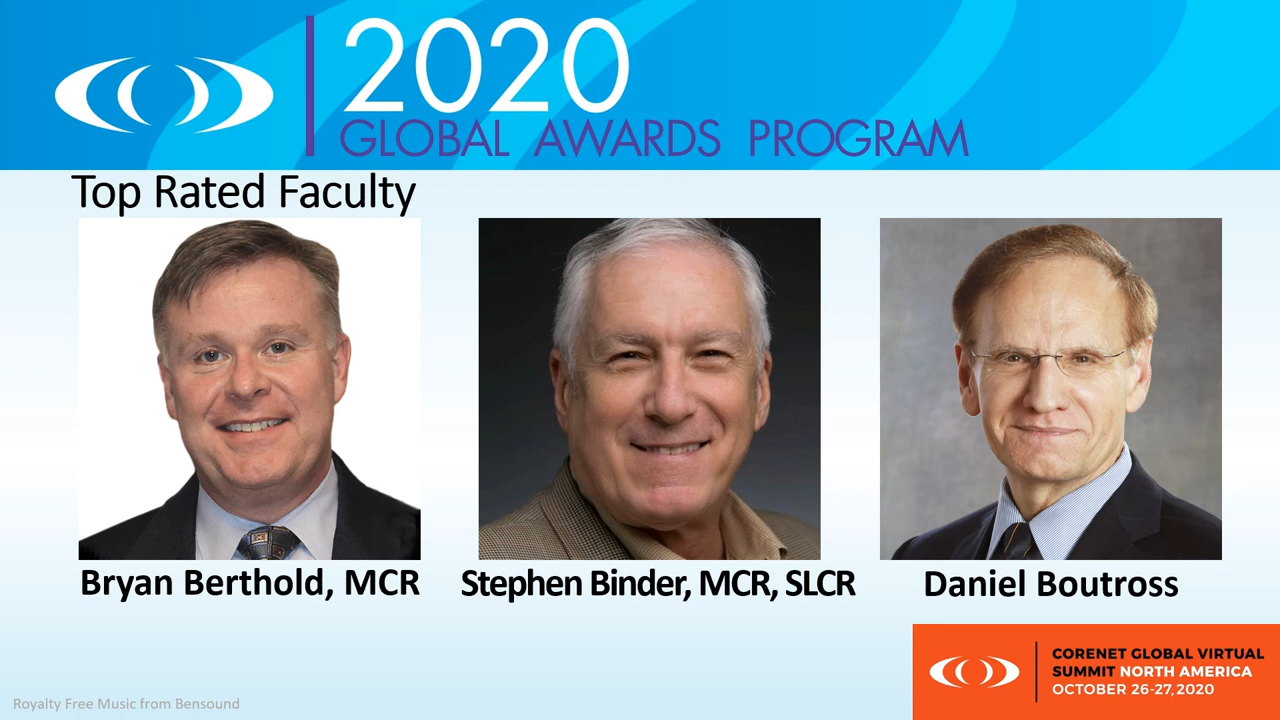 2020
GLOBAL AWARDS PROGRAM
Top Rated Faculty
Bryan Berthold, MCR
Stephen Binder, MCR, SLCR
Daniel Boutross
CORENET GLOBAL VIRTUAL
SUMMIT NORTH AMERICA
OCTOBER 26-27, 2020
Royalty Free Music from Bensound